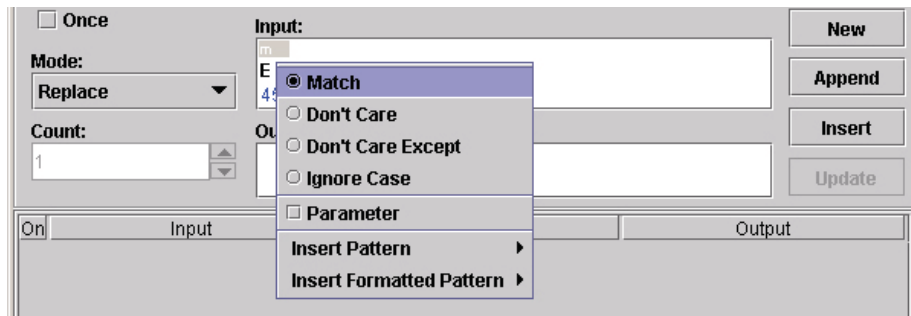 Once
Input:
New
m
Mode:
E
Match
Append
Replace
45
Don't Care
Count:
Don't Care Except
Insert
1
Ignore Case
Update
Parameter
On
Input
Output
Insert Pattern
Insert Formatted Pattern